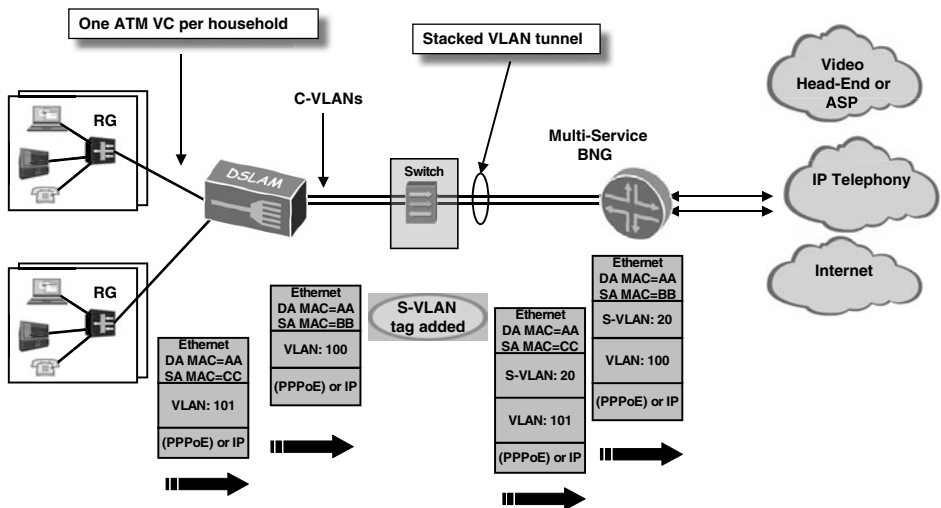 One ATM VC per household
Stacked VLAN tunnel
Video
Head-End or
ASP
C-VLANs
RG
Multi-Service
BNG
DSLAM
Switch
IP Telephony
RG
Internet
Ethernet
DA MAC=AA
SA MAC=CC
VLAN: 101
(PPPoE) or IP
Ethernet
DA MAC=AA
SA MAC=BB
VLAN: 100
(PPPoE) or IP
S-VLAN
tag added
Ethernet
DA MAC=AA
SA MAC=CC
S-VLAN: 20
VLAN: 101
(PPPoE) or IP
Ethernet
DA MAC=AA
SA MAC=BB
S-VLAN: 20
VLAN: 100
(PPPoE) or IP